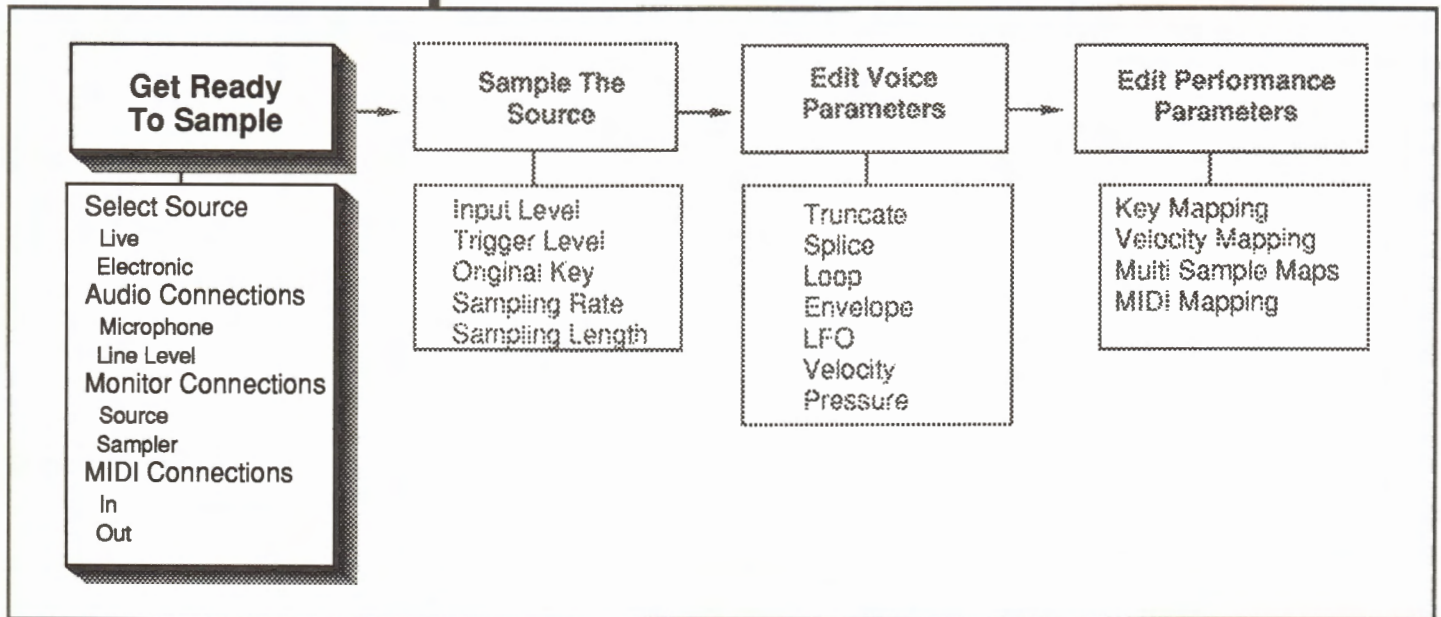 Get Ready
To Sample
Select Source
Live
Electronic
Audio Connections
Microphone
Line Level
Monitor Connections
Source
Sampler
MIDI Connections
In
Out
Sample The
Source
Input Level
Trigger Level
Original Key
Sampling Rate
Sampling Length
Edit Voice
Parameters
Truncate
Splice
Loop
Envelope
LFO
Velocity
Pressure
Edit Performance
Parameters
Key Mapping
Velocity Mapping
Multi Sample Maps
MIDI Mapping